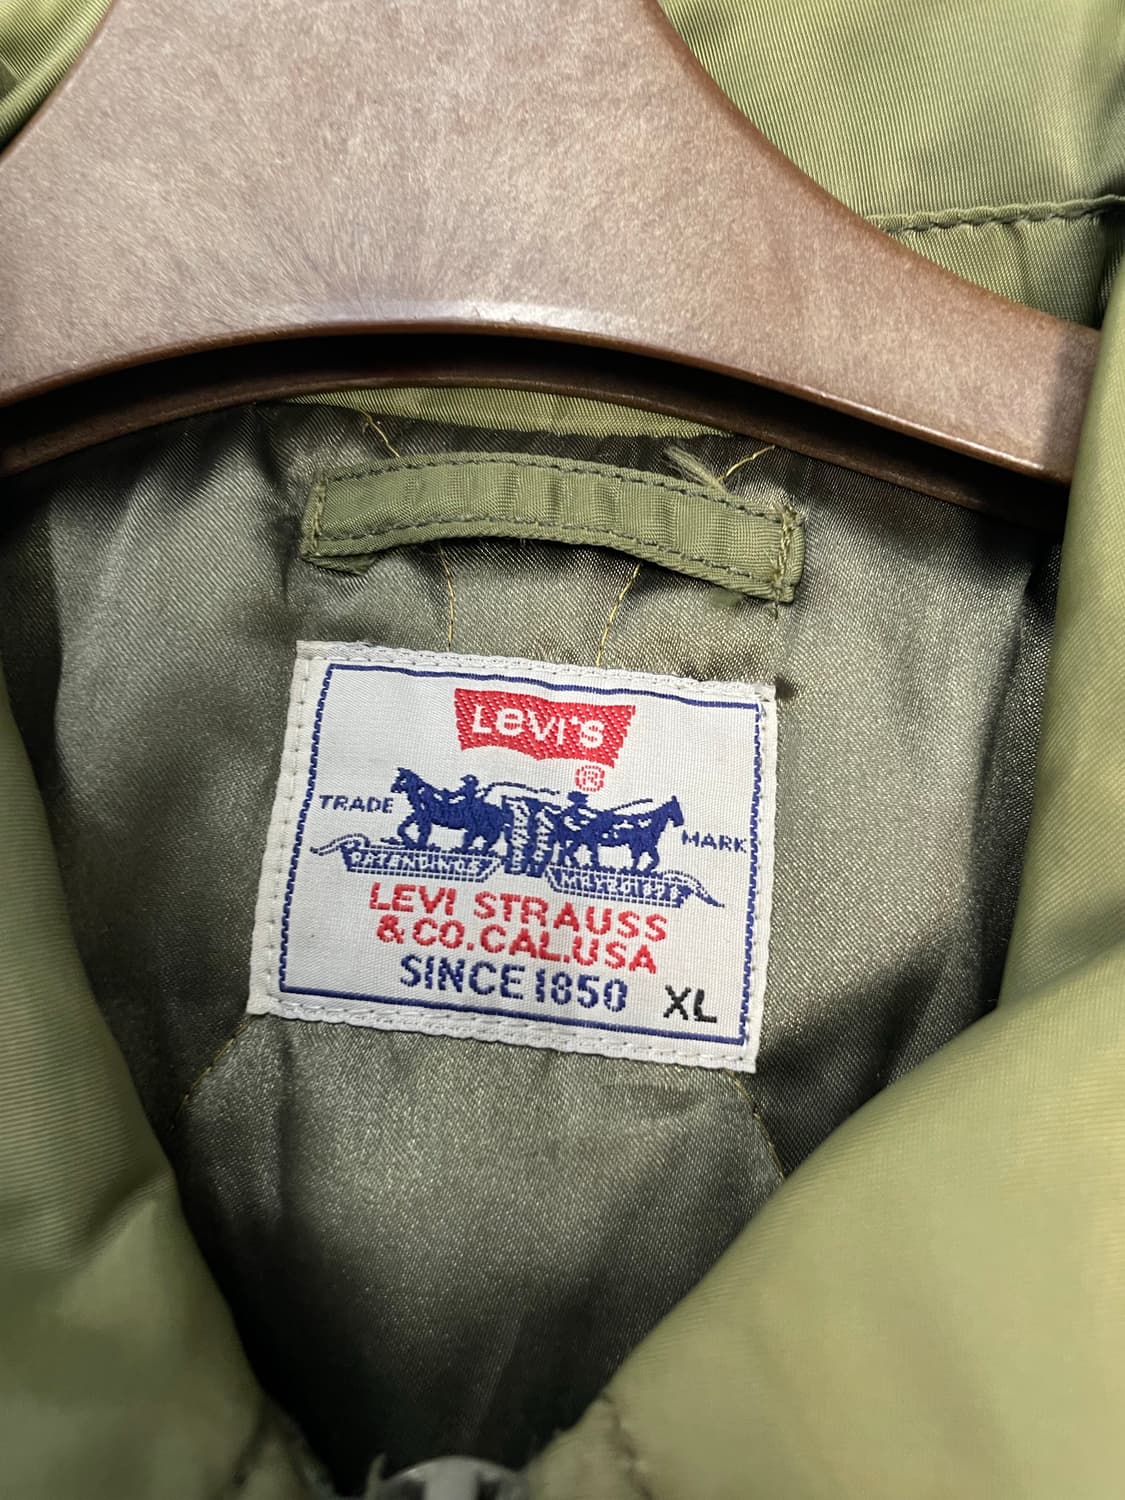 Levi's
®
TRADE MARK
LEVI STRAUSS
& CO. CAL.USA
SINCE 1850 XL